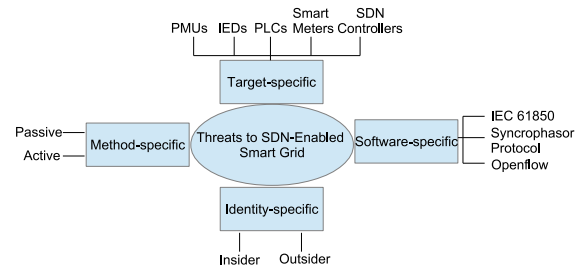 Smart SDN
PMUs IEDs PLCs Meters Controllers
Target-specific
Passive
Active
Method-specific
Threats to SDN-Enabled
Smart Grid
Software-specific
IEC 61850
Syncrophasor
Protocol
Openflow
Identity-specific
Insider Outsider